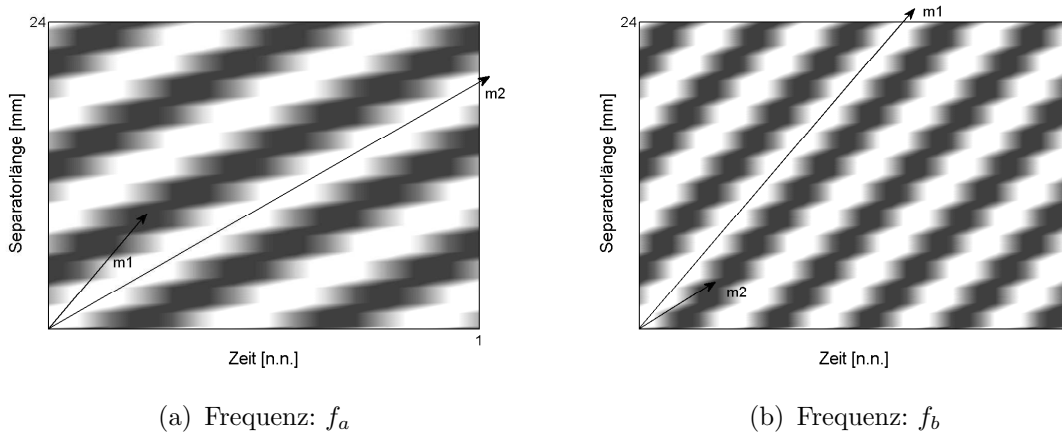 24
Separatorlänge [mm]
m1
m2
1
Zeit [n.n.]
(a) Frequenz: f_a
24
Separatorlänge [mm]
m1
m2
Zeit [n.n.]
(b) Frequenz: f_b